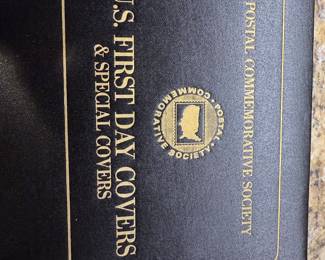 POSTAL COMMEMORATIVE SOCIETY
POSTAL COMMEMORATIVE SOCIETY
U.S. FIRST DAY COVERS
& SPECIAL COVERS